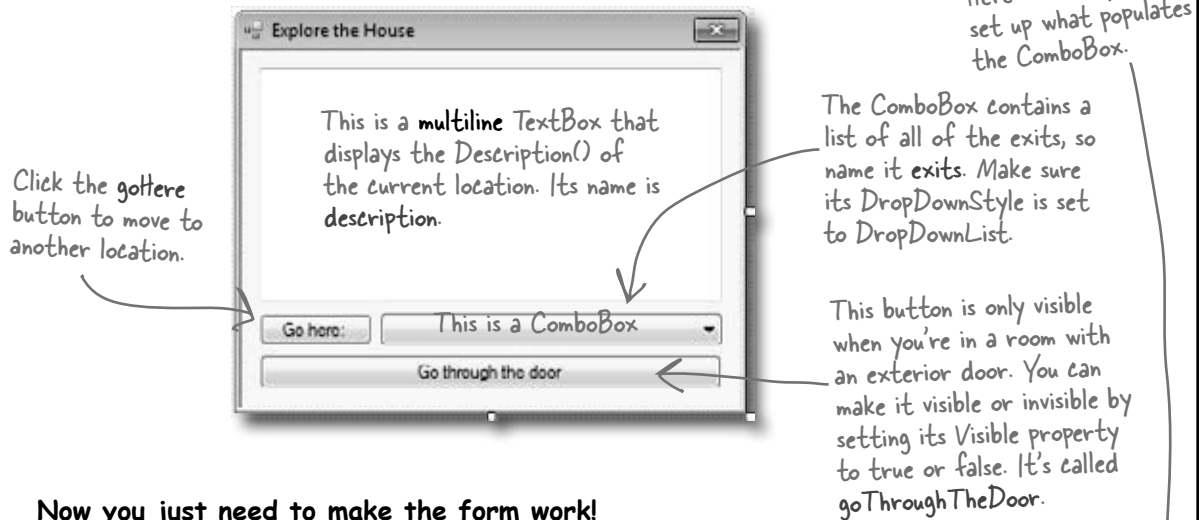 here
set up what populates
the ComboBox.
Explore the House
This is a multiline TextBox that
displays the Description() of
the current location. Its name is
description.
Click the goHere
button to move to
another location.
The ComboBox contains a
list of all of the exits, so
name it exits. Make sure
its DropDownStyle is set
to DropDownList.
Go here:
This is a ComboBox
Go through the door
This button is only visible
when you're in a room with
an exterior door. You can
make it visible or invisible by
setting its Visible property
to true or false. It's called
goThroughTheDoor.
Now you just need to make the form work!